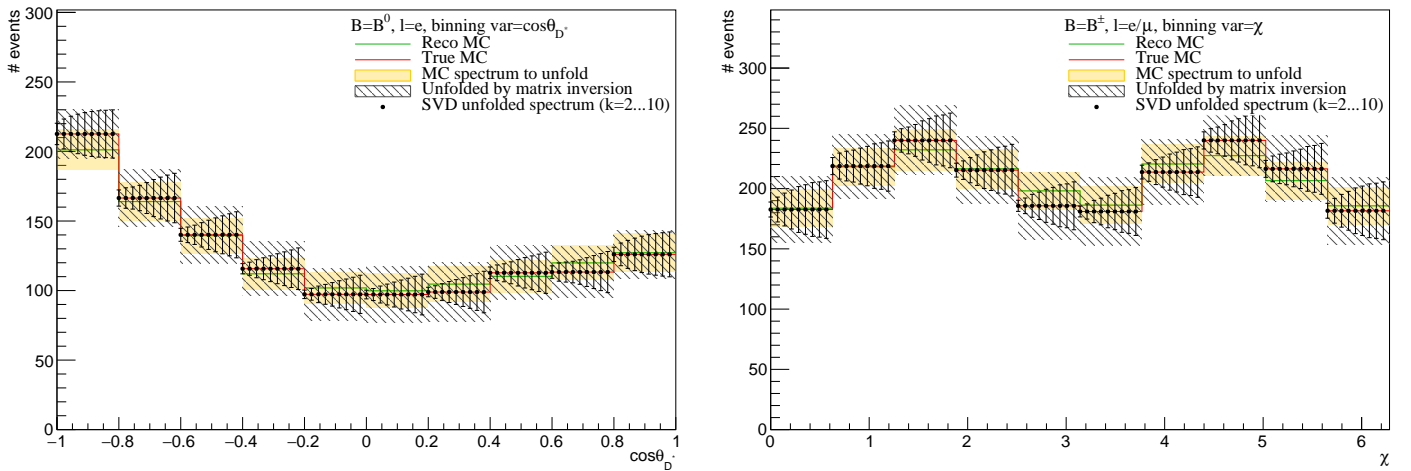 # events
B=B⁰, l=e, binning var=cosθ_D*
Reco MC
True MC
MC spectrum to unfold
Unfolded by matrix inversion
SVD unfolded spectrum (k=2...10)
300
250
200
150
100
50
0
−1 −0.8 −0.6 −0.4 −0.2 0 0.2 0.4 0.6 0.8 1
cosθ_D*
# events
B=B±, l=e/μ, binning var=χ
Reco MC
True MC
MC spectrum to unfold
Unfolded by matrix inversion
SVD unfolded spectrum (k=2...10)
300
250
200
150
100
50
0
0 1 2 3 4 5 6
χ